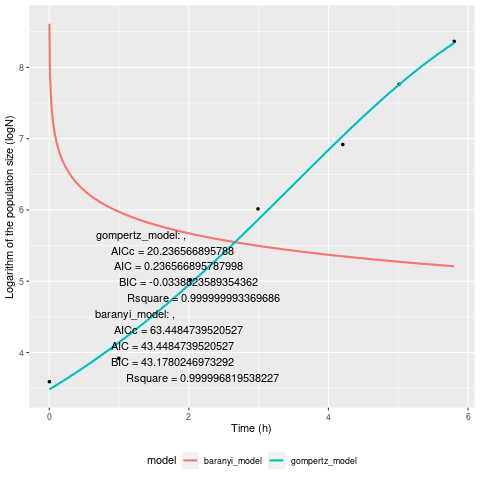 Logarithm of the population size (logN)
8
7
6
5
4
gompertz_model: ,
AICc = 20.236566895788
AIC = 0.236566895787998
BIC = -0.0338823589354362
Rsquare = 0.999999993369686
baranyi_model: ,
AICc = 63.4484739520527
AIC = 43.4484739520527
BIC = 43.1780246973292
Rsquare = 0.999996819538227
0 2 4 6
Time (h)
model baranyi_model gompertz_model